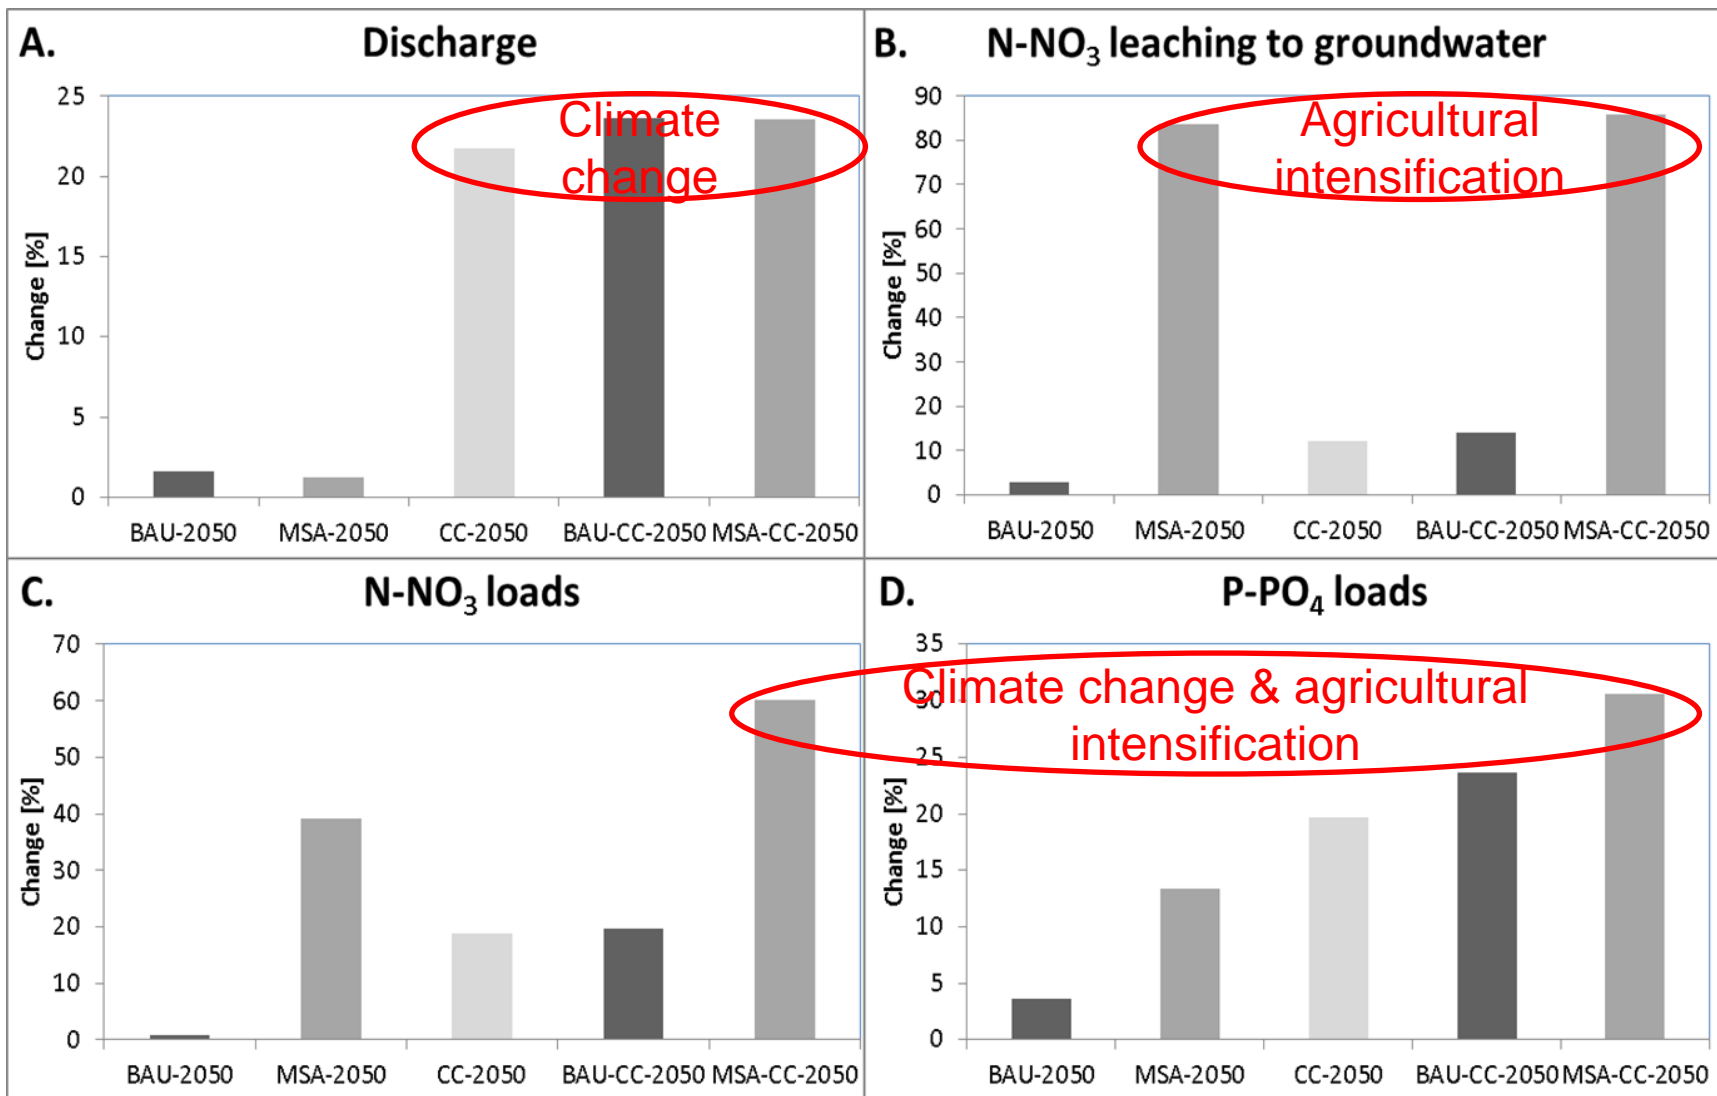 A.
Discharge
Climate
change
Change [%]
25
20
15
10
5
0
BAU-2050 MSA-2050 CC-2050 BAU-CC-2050 MSA-CC-2050
B.
N-NO₃ leaching to groundwater
Agricultural
intensification
Change [%]
90
80
70
60
50
40
30
20
10
0
BAU-2050 MSA-2050 CC-2050 BAU-CC-2050 MSA-CC-2050
C.
N-NO₃ loads
Change [%]
70
60
50
40
30
20
10
0
BAU-2050 MSA-2050 CC-2050 BAU-CC-2050 MSA-CC-2050
D.
P-PO₄ loads
Climate change & agricultural
intensification
Change [%]
35
30
25
20
15
10
5
0
BAU-2050 MSA-2050 CC-2050 BAU-CC-2050 MSA-CC-2050